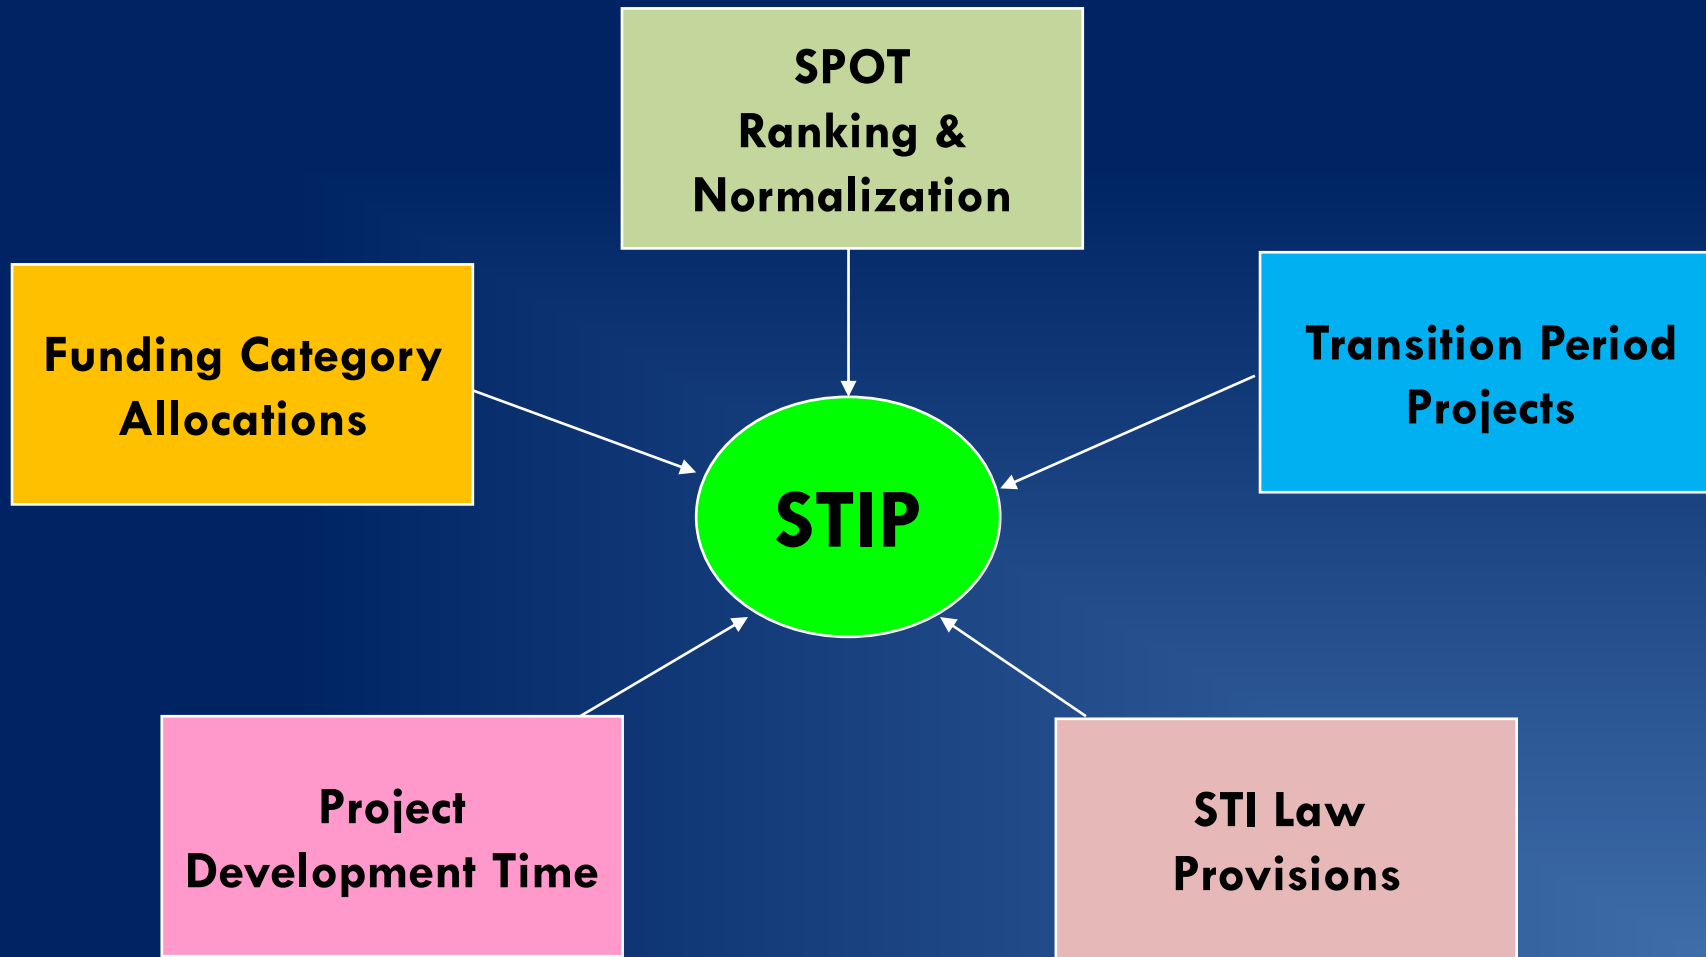 SPOT
Ranking &
Normalization
Funding Category
Allocations
Transition Period
Projects
STIP
Project
Development Time
STI Law
Provisions